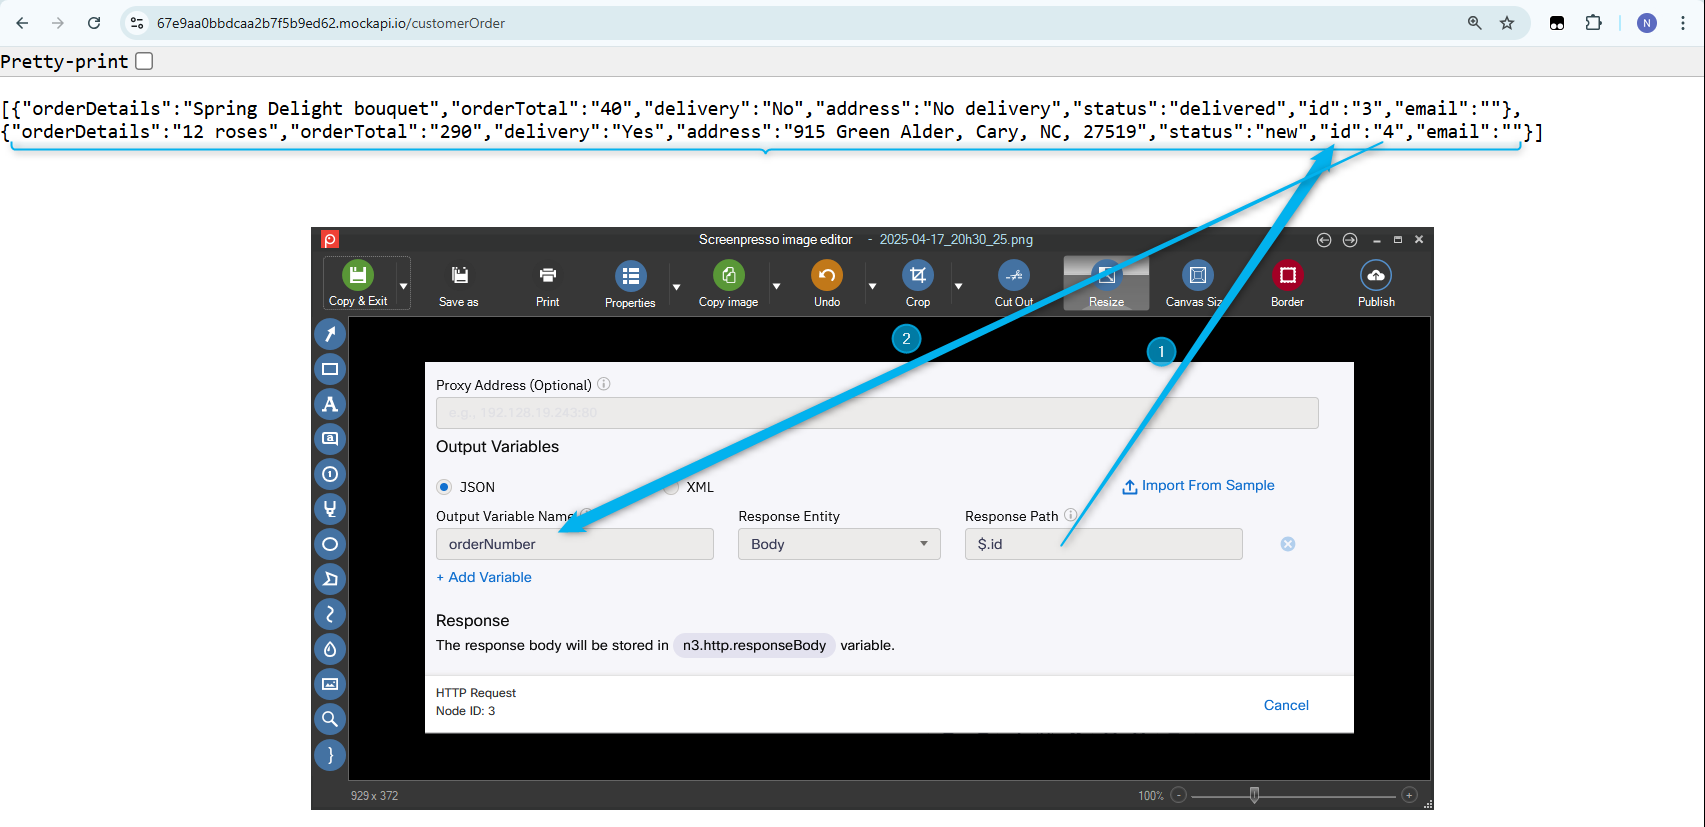 67e9aa0bbdcaa2b7f5b9ed62.mockapi.io/customerOrder
N
Pretty-print
[{"orderDetails":"Spring Delight bouquet","orderTotal":"40","delivery":"No","address":"No delivery","status":"delivered","id":"3","email":""},
{"orderDetails":"12 roses","orderTotal":"290","delivery":"Yes","address":"915 Green Alder, Cary, NC, 27519","status":"new","id":"4","email":""}]
Screenpresso image editor - 2025-04-17_20h30_25.png
Copy & Exit
Save as
Print
Properties
Copy image
Undo
Crop
Cut Out
Resize
Canvas Siz
Border
Publish
2
1
Proxy Address (Optional)
e.g., 192.128.19.243:80
Output Variables
JSON
XML
Import From Sample
Output Variable Name
Response Entity
Response Path
orderNumber
Body
$.id
+ Add Variable
Response
The response body will be stored in n3.http.responseBody variable.
HTTP Request
Node ID: 3
Cancel
929 x 372
100%